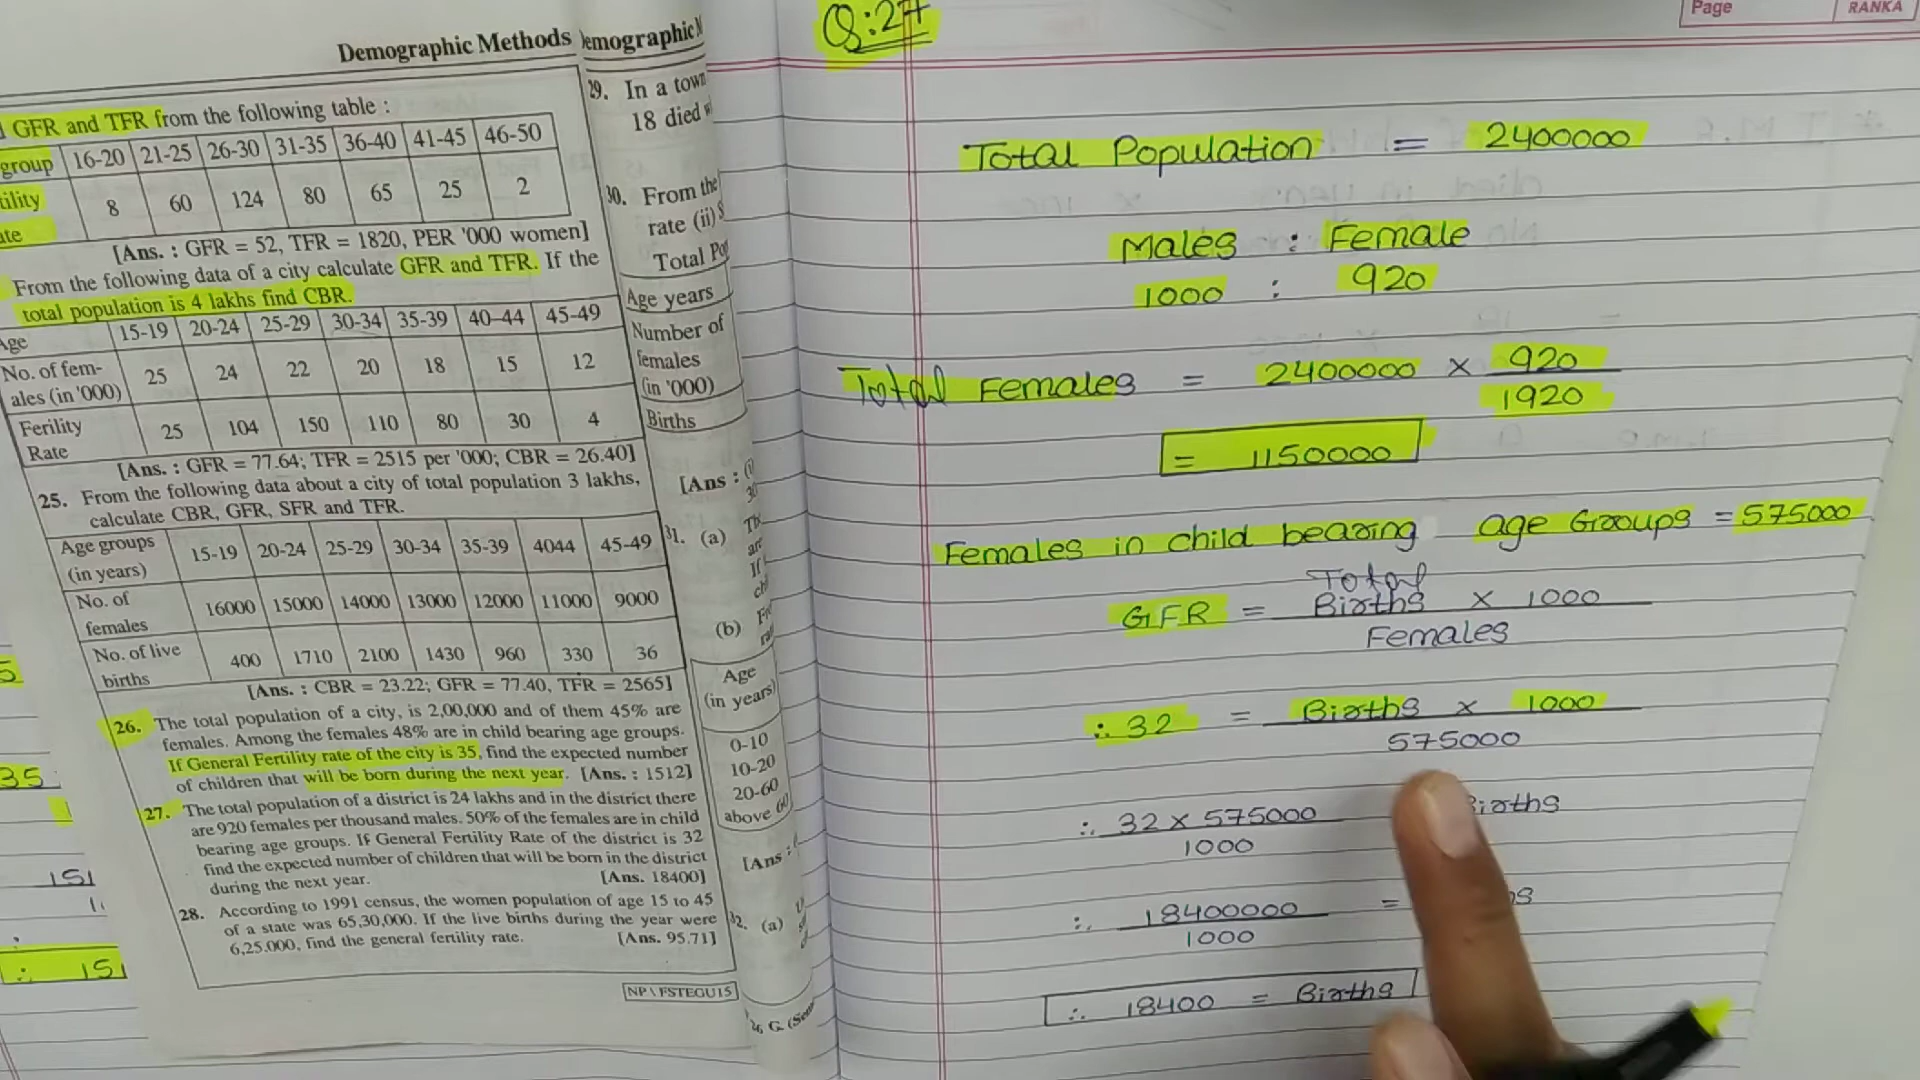 Demographic Methods
GFR and TFR from the following table :
group 16-20 21-25 26-30 31-35 36-40 41-45 46-50
8 60 124 80 65 25 2
[Ans. : GFR = 52, TFR = 1820, PER '000 women]
From the following data of a city calculate GFR and TFR. If the
total population is 4 lakhs find CBR.
15-19 20-24 25-29 30-34 35-39 40-44 45-49
No. of fem-
ales (in '000) 25 24 22 20 18 15 12
Ferility
Rate 25 104 150 110 80 30 4
[Ans. : GFR = 77.64; TFR = 2515 per '000; CBR = 26.40]
25. From the following data about a city of total population 3 lakhs,
calculate CBR, GFR, SFR and TFR.
Age groups
(in years) 15-19 20-24 25-29 30-34 35-39 4044 45-49
No. of
females 16000 15000 14000 13000 12000 11000 9000
No. of live
births 400 1710 2100 1430 960 330 36
[Ans. : CBR = 23.22; GFR = 77.40, TFR = 2565]
26. The total population of a city, is 2,00,000 and of them 45% are
females. Among the females 48% are in child bearing age groups.
If General Fertility rate of the city is 35, find the expected number
of children that will be born during the next year. [Ans. : 1512]
27. The total population of a district is 24 lakhs and in the district there
are 920 females per thousand males. 50% of the females are in child
bearing age groups. If General Fertility Rate of the district is 32
find the expected number of children that will be born in the district
during the next year. [Ans. 18400]
28. According to 1991 census, the women population of age 15 to 45
of a state was 65,30,000. If the live births during the year were
6,25,000, find the general fertility rate. [Ans. 95.71]
NP \ FSTEGU15
29. In a town
18 died
30. From the
rate (ii)
Total
Age years
Number of
females
(in '000)
Births
[Ans :
31. (a)
(b)
Age
(in years)
0-10
10-20
20-60
above 60
[Ans :
32. (a)
35
151
∴ 151
Page RANKA
Q:27
Total Population = 2400000
Males : Female
1000 : 920
Total Females = 2400000 × 920
1920
= 1150000
Females in child bearing age Groups = 575000
Total
GFR = Births × 1000
Females
∴ 32 = Births × 1000
575000
∴ 32 × 575000 Births
1000
∴ 18400000 =
1000
∴ 18400 = Births